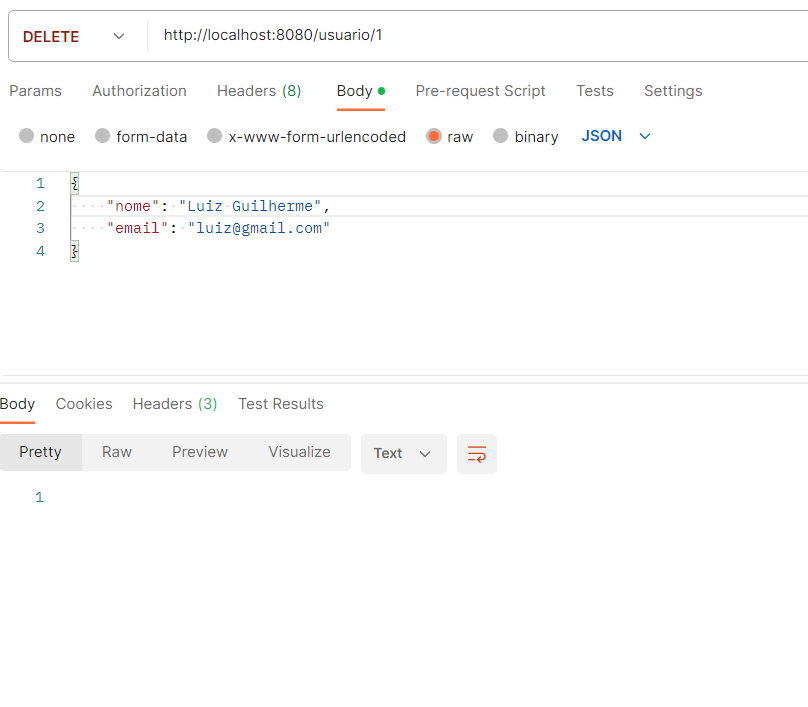 DELETE http://localhost:8080/usuario/1
Params Authorization Headers (8) Body Pre-request Script Tests Settings
none form-data x-www-form-urlencoded raw binary JSON
1 {
2 "nome": "Luiz Guilherme",
3 "email": "luiz@gmail.com"
4 }
Body Cookies Headers (3) Test Results
Pretty Raw Preview Visualize Text
1